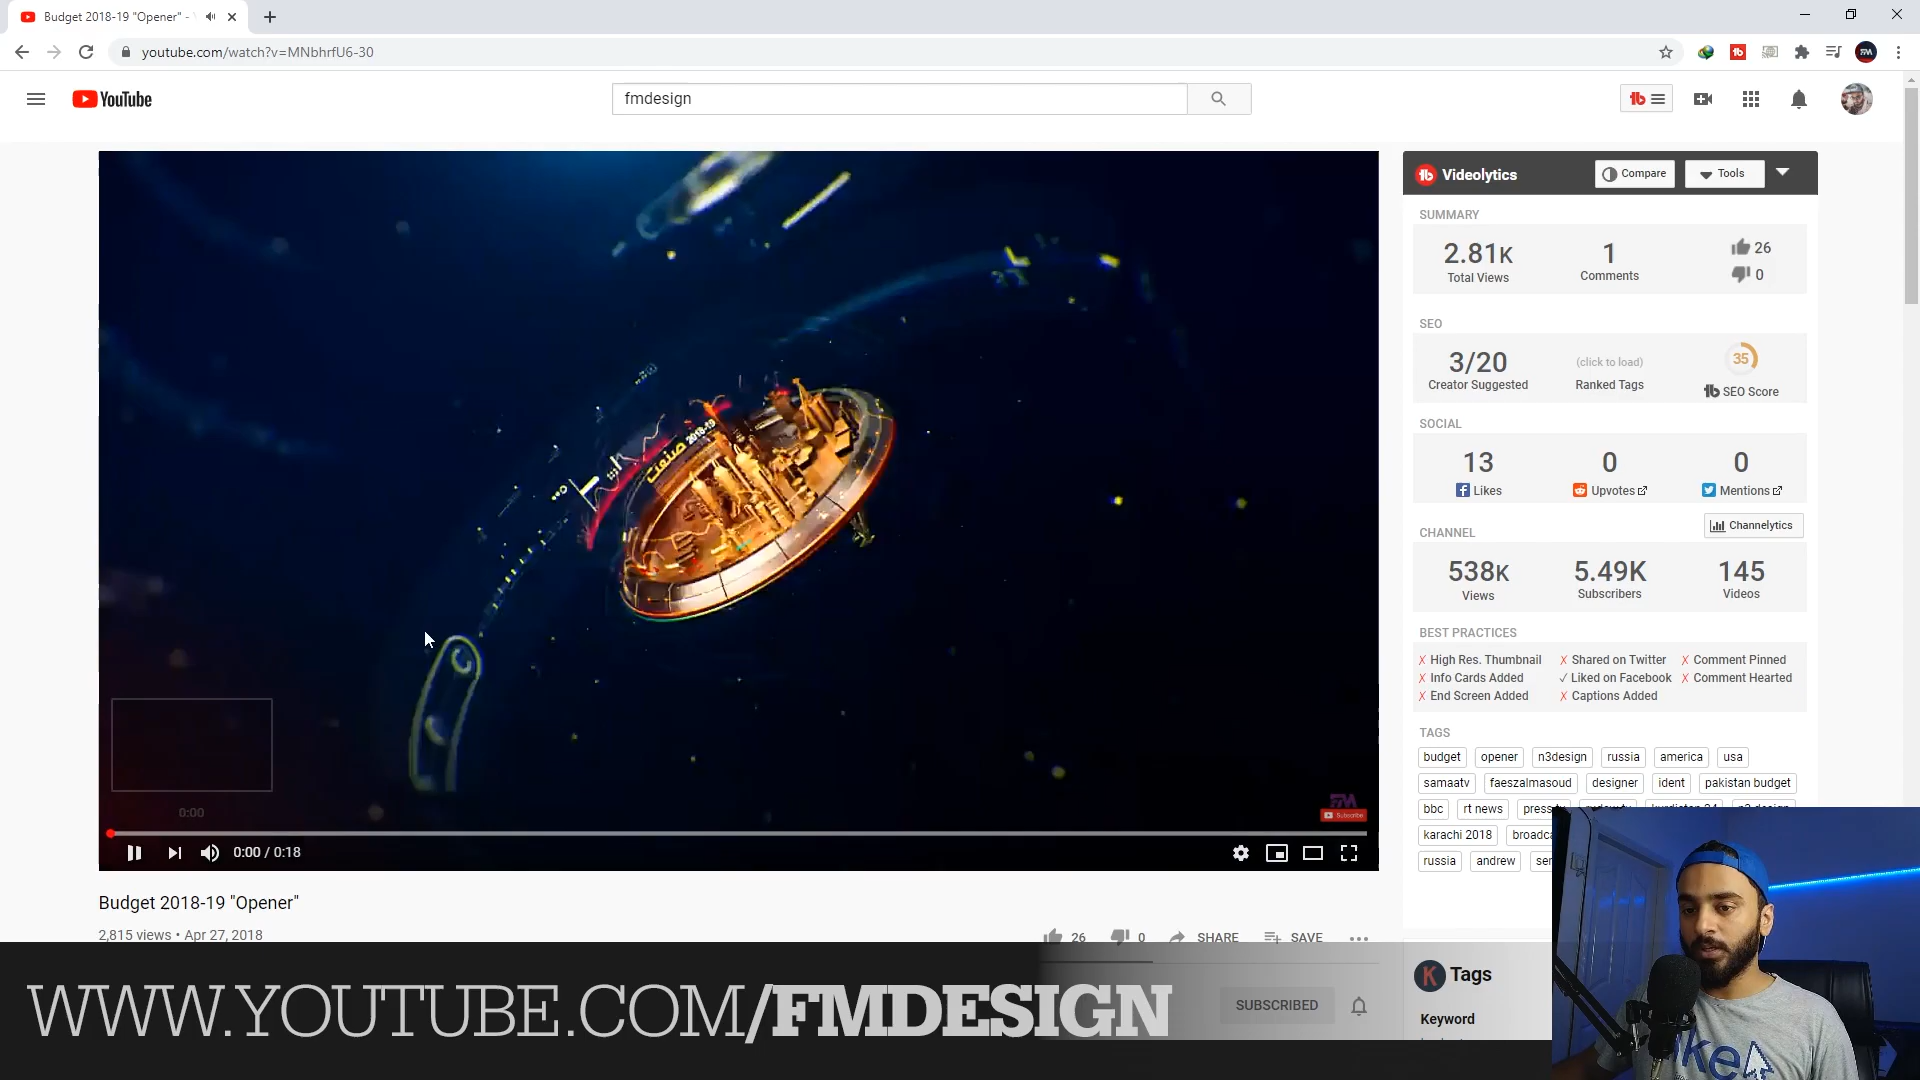 Budget 2018-19 "Opener" -
youtube.com/watch?v=MNbhrfU6-30
YouTube
fmdesign
Videolytics
Compare
Tools
SUMMARY
2.81K
Total Views
1
Comments
26
0
SEO
3/20
Creator Suggested
(click to load)
Ranked Tags
35
SEO Score
SOCIAL
13
Likes
0
Upvotes
0
Mentions
CHANNEL
Channelytics
538K
Views
5.49K
Subscribers
145
Videos
BEST PRACTICES
X High Res. Thumbnail X Shared on Twitter X Comment Pinned
X Info Cards Added ✓ Liked on Facebook X Comment Hearted
X End Screen Added X Captions Added
TAGS
budget opener n3design russia america usa
samaatv faeszalmasoud designer ident pakistan budget
bbc rt news
karachi 2018
russia andrew
صنعت 2018-19
FM
Subscribe
0:00
0:00 / 0:18
Budget 2018-19 "Opener"
2,815 views • Apr 27, 2018
26 0 SHARE SAVE
SUBSCRIBED
K Tags
Keyword
WWW.YOUTUBE.COM/FMDESIGN